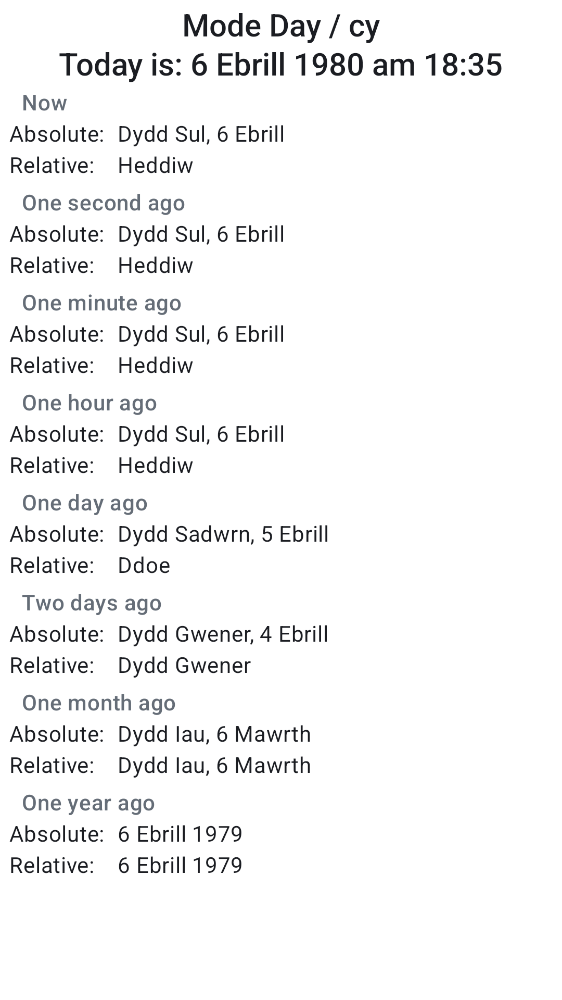 Mode Day / cy
Today is: 6 Ebrill 1980 am 18:35
Now
Absolute: Dydd Sul, 6 Ebrill
Relative: Heddiw
One second ago
Absolute: Dydd Sul, 6 Ebrill
Relative: Heddiw
One minute ago
Absolute: Dydd Sul, 6 Ebrill
Relative: Heddiw
One hour ago
Absolute: Dydd Sul, 6 Ebrill
Relative: Heddiw
One day ago
Absolute: Dydd Sadwrn, 5 Ebrill
Relative: Ddoe
Two days ago
Absolute: Dydd Gwener, 4 Ebrill
Relative: Dydd Gwener
One month ago
Absolute: Dydd Iau, 6 Mawrth
Relative: Dydd Iau, 6 Mawrth
One year ago
Absolute: 6 Ebrill 1979
Relative: 6 Ebrill 1979